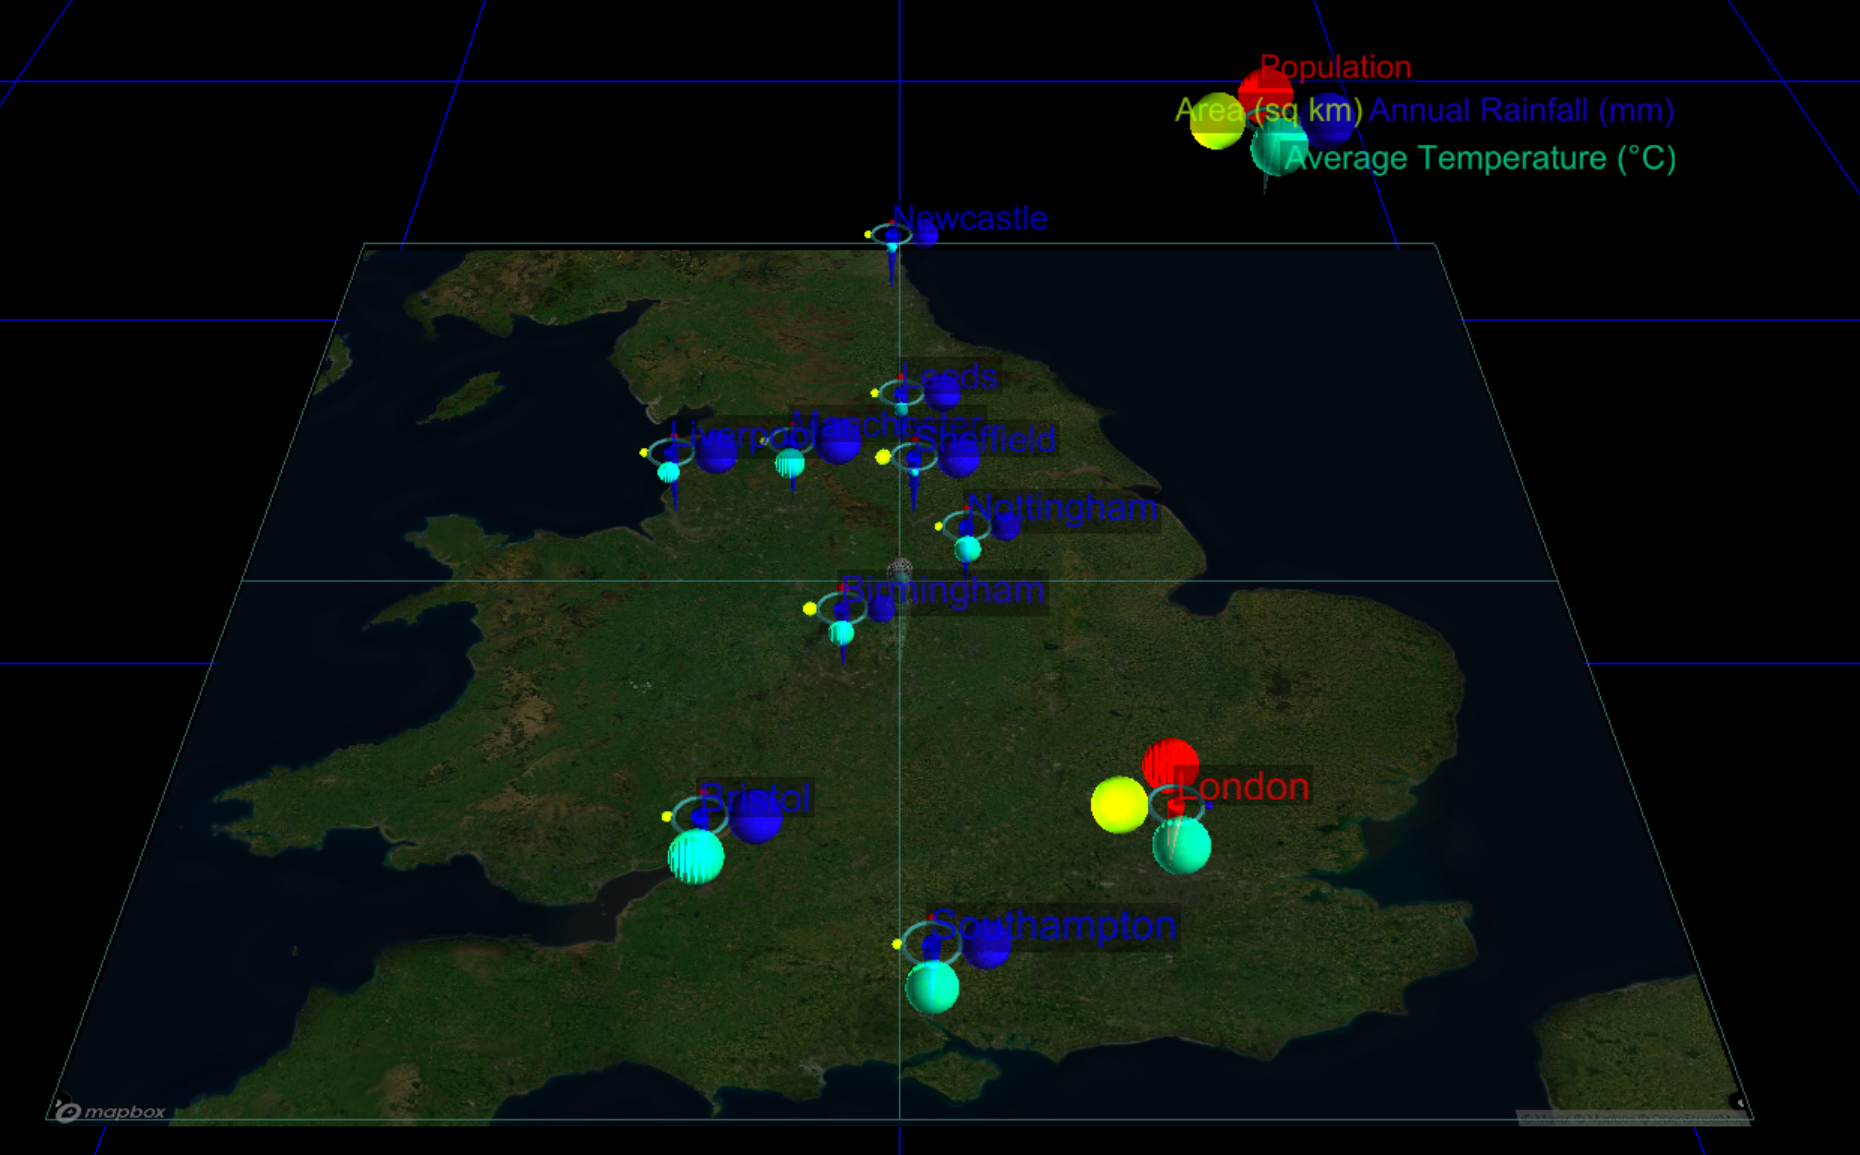 Population
Area (sq km)
Annual Rainfall (mm)
Average Temperature (°C)
Newcastle
Leeds
Manchester
Liverpool
Sheffield
Nottingham
Birmingham
London
Bristol
Southampton
mapbox